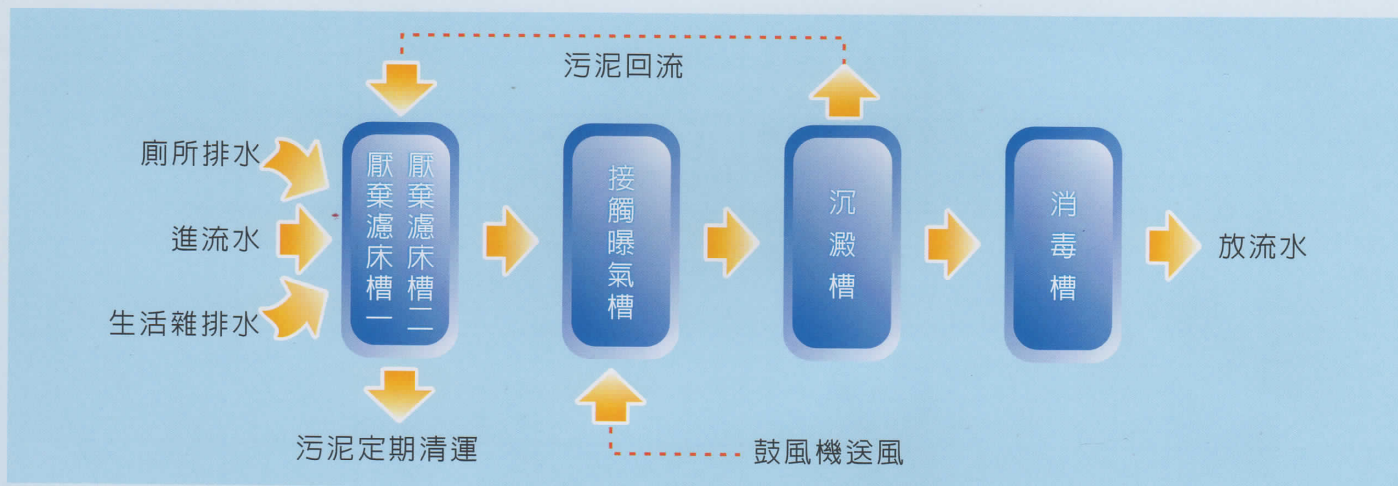 污泥回流
廁所排水
進流水
生活雜排水
厭棄濾床槽一
厭棄濾床槽二
接觸曝氣槽
沉澱槽
消毒槽
放流水
污泥定期清運
鼓風機送風